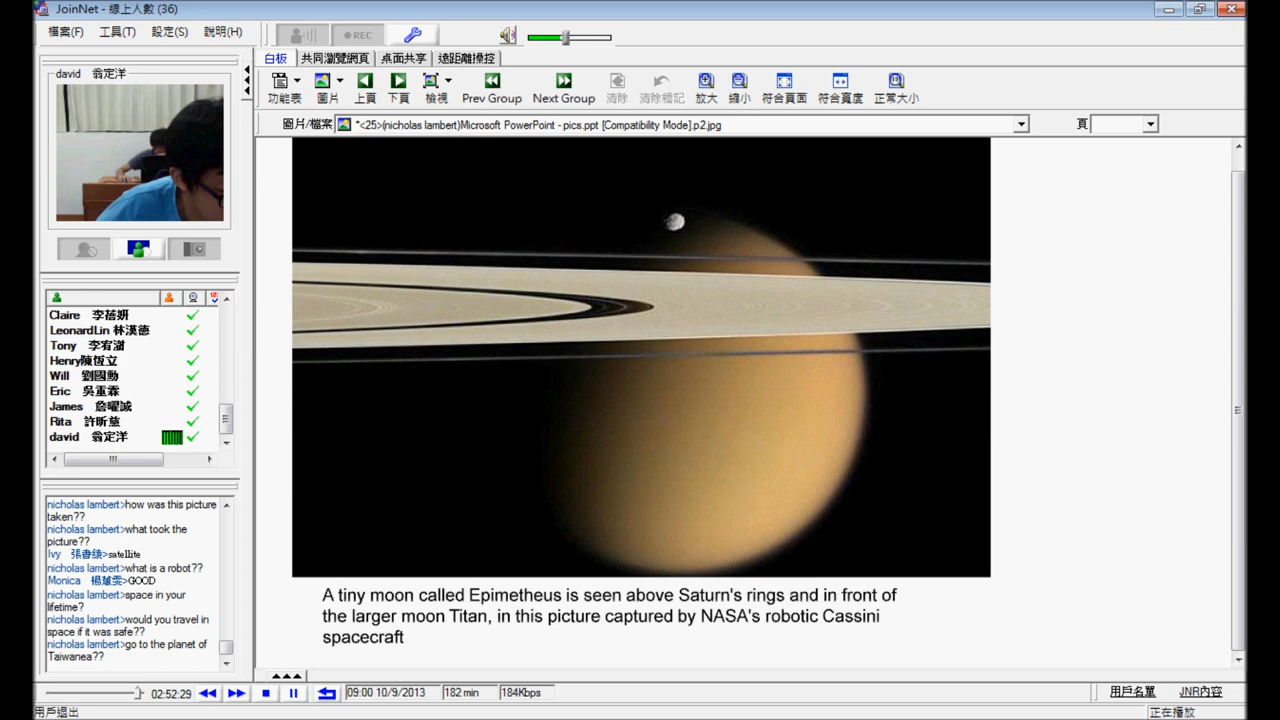 JoinNet - 線上人數 (36)
檔案(F) 工具(T) 設定(S) 說明(H)
REC
白板 共同瀏覽網頁 桌面共享 遠距離操控
功能表 圖片 上頁 下頁 檢視 Prev Group Next Group 清除 清除標記 放大 縮小 符合頁面 符合寬度 正常大小
圖片/檔案 *<25>(nicholas lambert)Microsoft PowerPoint - pics.ppt [Compatibility Mode].p2.jpg 頁
david 翁定洋
Claire 李蓓妍
LeonardLin 林漢德
Tony 李宥澍
Henry陳恆立
Will 劉國勳
Eric 吳重霖
James 詹曜誠
Rita 許昕慈
david 翁定洋
nicholas lambert>how was this picture
taken??
nicholas lambert>what took the
picture??
Ivy 張書綾>satellite
nicholas lambert>what is a robot??
Monica 楊媛雯>GOOD
nicholas lambert>space in your
lifetime?
nicholas lambert>would you travel in
space if it was safe??
nicholas lambert>go to the planet of
Taiwanea??
A tiny moon called Epimetheus is seen above Saturn's rings and in front of
the larger moon Titan, in this picture captured by NASA's robotic Cassini
spacecraft
02:52:29 09:00 10/9/2013 182 min 184Kbps 用戶名單 JNR內容
用戶退出 正在播放